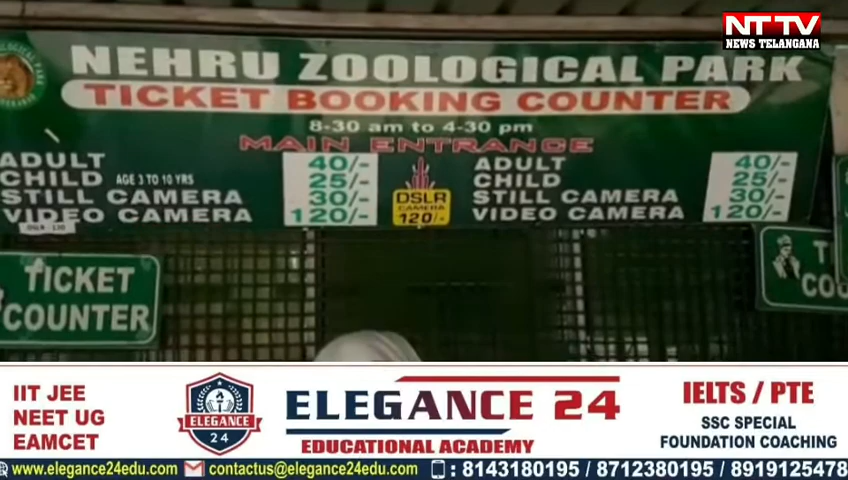 NTTV
NEWS TELANGANA
NEHRU ZOOLOGICAL PARK
TICKET BOOKING COUNTER
8-30 am to 4-30 pm
MAIN ENTRANCE
ADULT 40/-
CHILD AGE 3 TO 10 YRS 25/-
STILL CAMERA 30/-
VIDEO CAMERA 120/-
DSLR
CAMERA
120/-
ADULT 40/-
CHILD 25/-
STILL CAMERA 30/-
VIDEO CAMERA 120/-
TICKET
COUNTER
IIT JEE
NEET UG
EAMCET
ELEGANCE
24
ELEGANCE 24
EDUCATIONAL ACADEMY
IELTS / PTE
SSC SPECIAL
FOUNDATION COACHING
www.elegance24edu.com contactus@elegance24edu.com : 8143180195 / 8712380195 / 8919125478